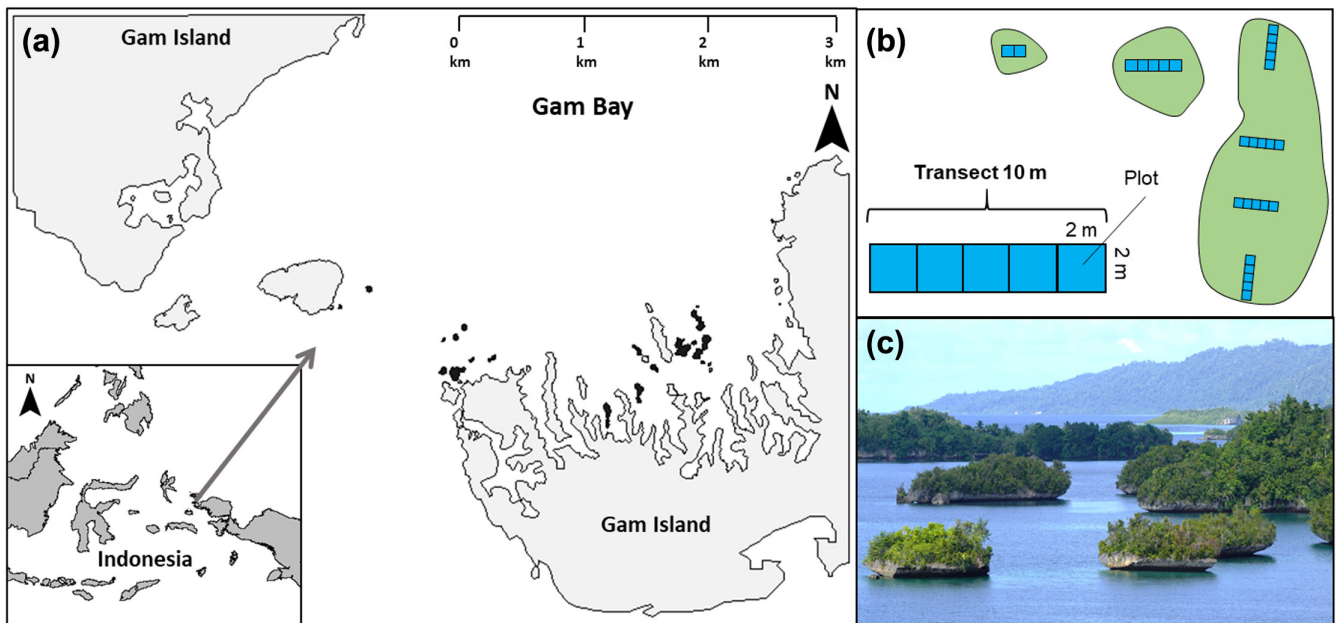 (a)
Gam Island
0
km
1
km
2
km
3
km
N
Gam Bay
Gam Island
N
Indonesia
(b)
Transect 10 m
Plot
2 m
2 m
(c)